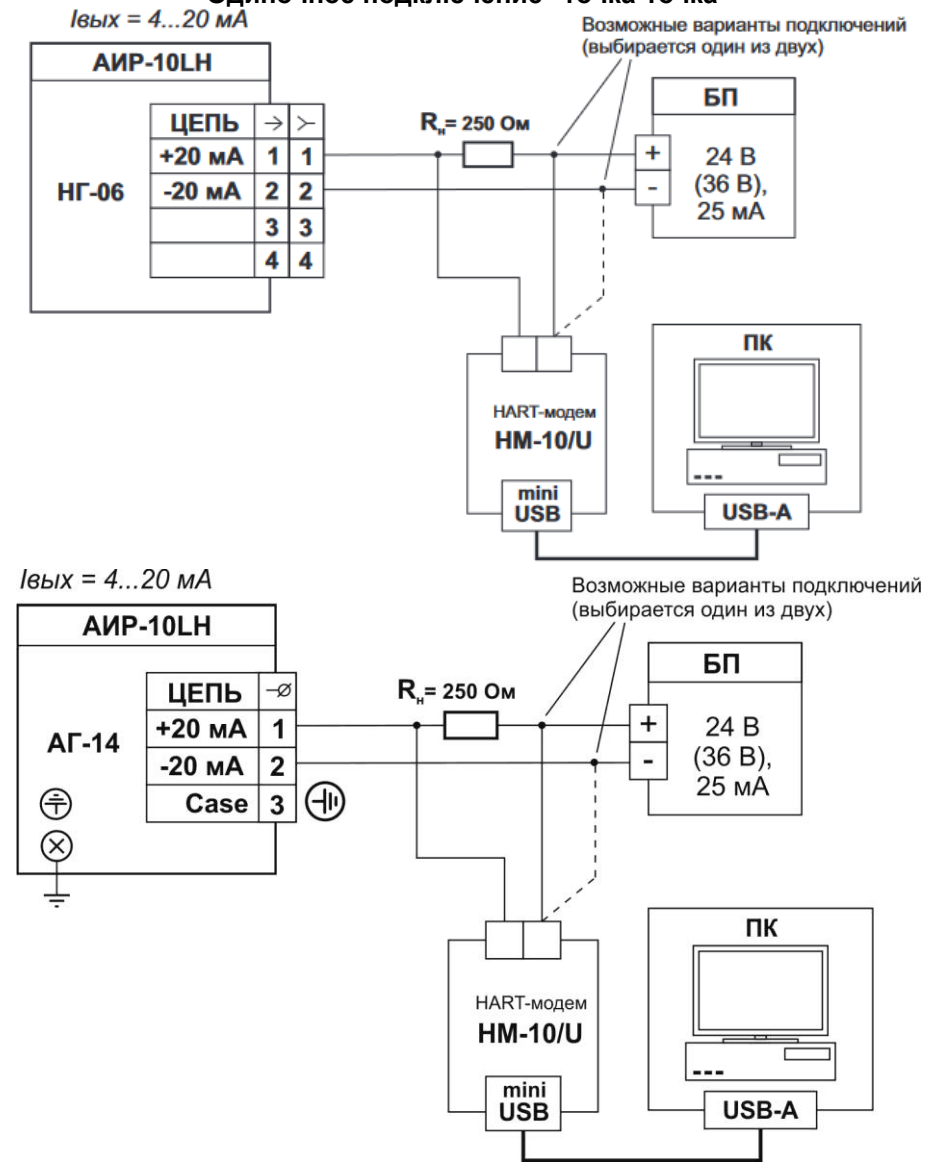 Одиночное подключение "точка-точка"
Iвых = 4...20 мА
Возможные варианты подключений
(выбирается один из двух)
АИР-10LH
БП
ЦЕПЬ
Rн= 250 Ом
+20 мА 1 1
+
24 В
НГ-06
-20 мА 2 2
-
(36 В),
3 3
25 мА
4 4
ПК
HART-модем
НМ-10/U
mini
USB
USB-A
Iвых = 4...20 мА
Возможные варианты подключений
(выбирается один из двух)
АИР-10LH
БП
ЦЕПЬ
Rн= 250 Ом
+20 мА 1
+
24 В
АГ-14
-20 мА 2
-
(36 В),
Case 3
25 мА
ПК
HART-модем
НМ-10/U
mini
USB
USB-A